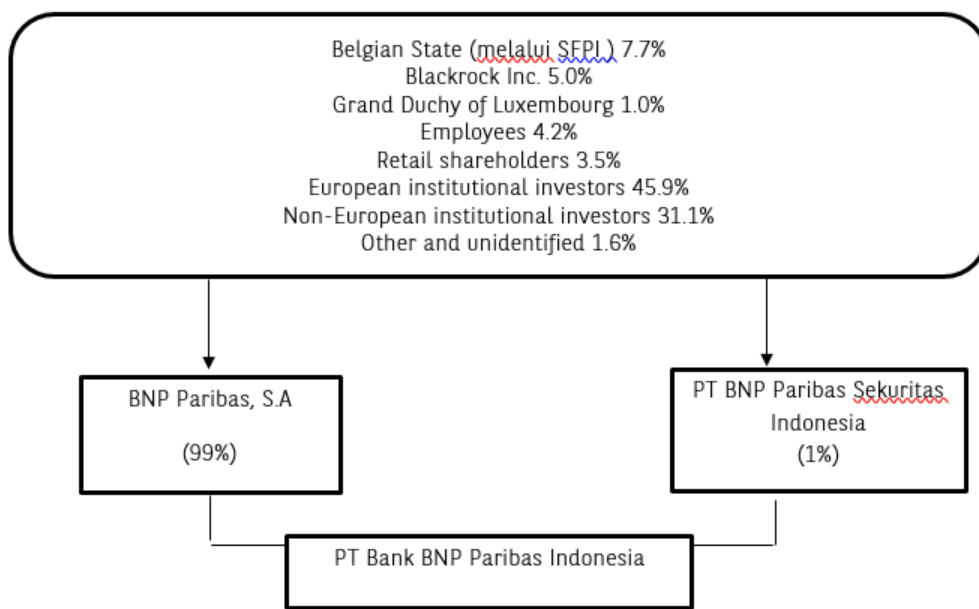 Belgian State (melalui SFPI ) 7.7%
Blackrock Inc. 5.0%
Grand Duchy of Luxembourg 1.0%
Employees 4.2%
Retail shareholders 3.5%
European institutional investors 45.9%
Non-European institutional investors 31.1%
Other and unidentified 1.6%
BNP Paribas, S.A
(99%)
PT BNP Paribas Sekuritas
Indonesia
(1%)
PT Bank BNP Paribas Indonesia